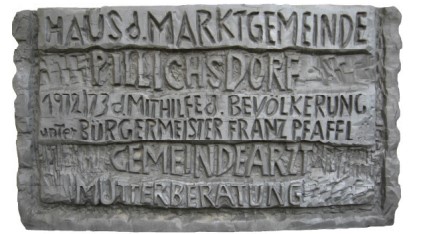 HAUS d. MARKTGEMEINDE
PILLICHSDORF
1972/73 d. MITHILFE d. BEVÖLKERUNG
unter BÜRGERMEISTER FRANZ PFAFFL
GEMEINDEARZT
MUTTERBERATUNG